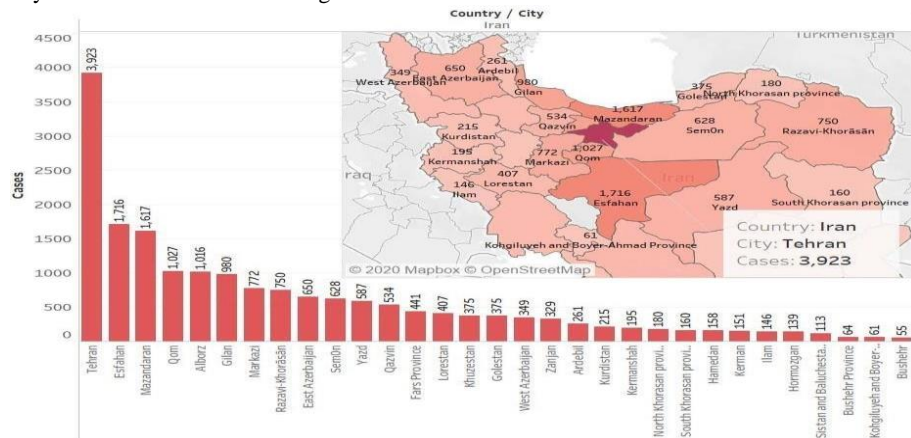 Country / City
Iran
Turkmenistan
349
West Azerbaijan
650
East Azerbaijan
261
Ardebil
980
Gilan
375
Golestan
180
North Khorasan province
1,617
Mazandaran
534
Qazvin
628
Sem0n
750
Razavi-Khorāsān
215
Kurdistan
195
Kermanshah
772
Markazi
1,027
Qom
407
Lorestan
146
Ilam
Iran
1,716
Esfahan
587
Yazd
160
South Khorasan province
61
Kohgiluyeh and Boyer-Ahmad Province
Country: Iran
City: Tehran
Cases: 3,923
© 2020 Mapbox © OpenStreetMap
Cases
4500
4000
3500
3000
2500
2000
1500
1000
500
0
3,923
1,716
1,617
1,027
1,016
980
772
750
650
628
587
534
441
407
375
375
349
329
261
215
195
180
160
158
151
146
139
113
64
61
55
Tehran
Esfahan
Mazandaran
Qom
Alborz
Gilan
Markazi
Razavi-Khorāsān
East Azerbaijan
Sem0n
Yazd
Qazvin
Fars Province
Lorestan
Khuzestan
Golestan
West Azerbaijan
Zanjan
Ardebil
Kurdistan
Kermanshah
North Khorasan provi..
South Khorasan provi..
Hamedan
Kerman
Ilam
Hormozgan
Sistan and Baluchesta..
Bushehr Province
Kohgiluyeh and Boyer-..
Bushehr